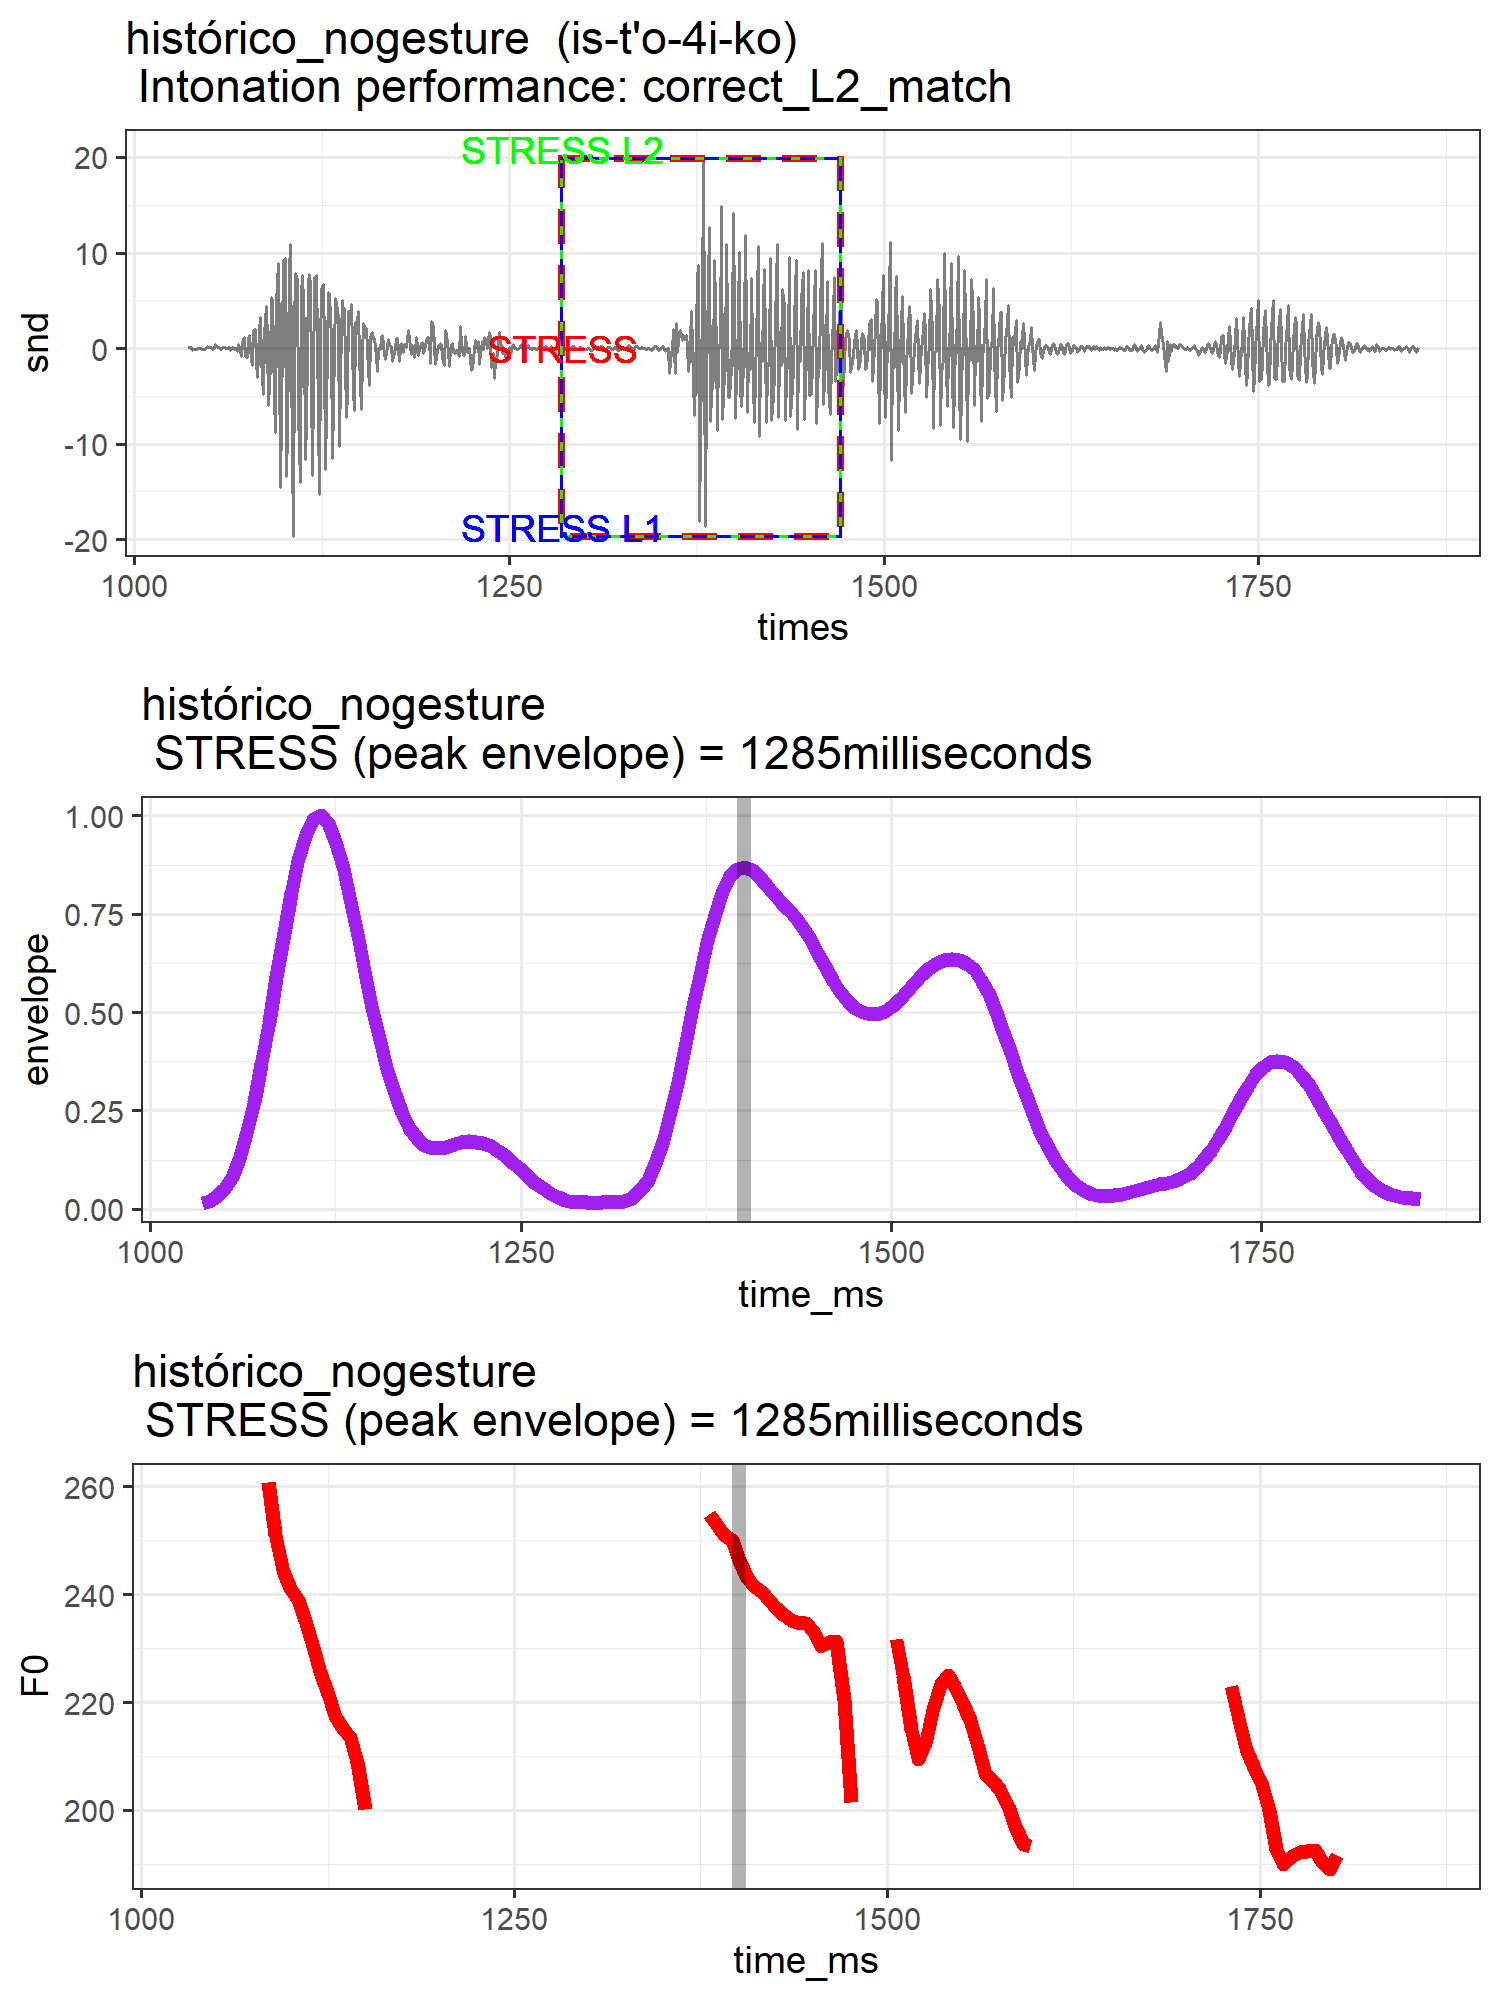 histórico_nogesture  (is-t'o-4i-ko)
Intonation performance: correct_L2_match
20
10
0
-10
-20
snd
STRESS L2
STRESS
STRESS L1
1000
1250
1500
1750
times
histórico_nogesture
STRESS (peak envelope) = 1285milliseconds
1.00
0.75
0.50
0.25
0.00
envelope
1000
1250
1500
1750
time_ms
histórico_nogesture
STRESS (peak envelope) = 1285milliseconds
260
240
220
200
F0
1000
1250
1500
1750
time_ms